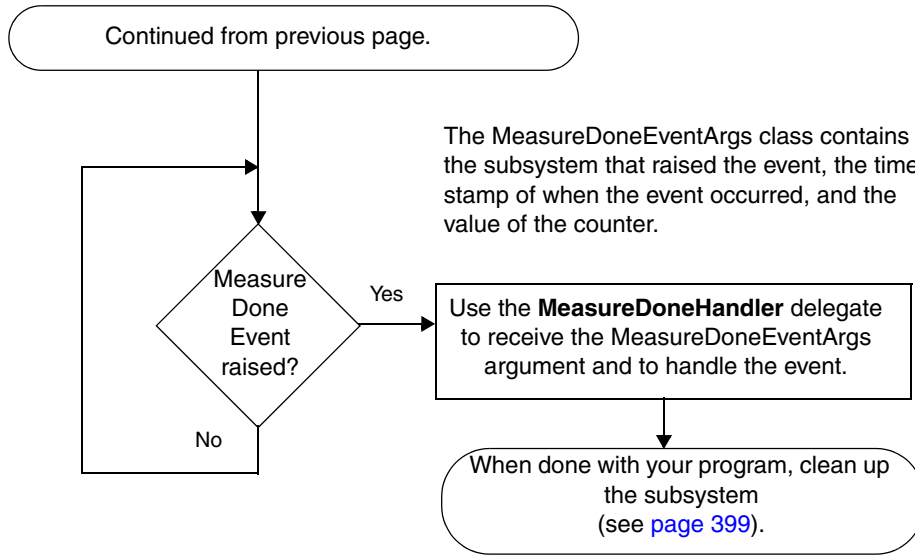 Continued from previous page.
The MeasureDoneEventArgs class contains
the subsystem that raised the event, the time
stamp of when the event occurred, and the
value of the counter.
Measure
Done
Event
raised?
Yes
Use the MeasureDoneHandler delegate
to receive the MeasureDoneEventArgs
argument and to handle the event.
No
When done with your program, clean up
the subsystem
(see page 399).